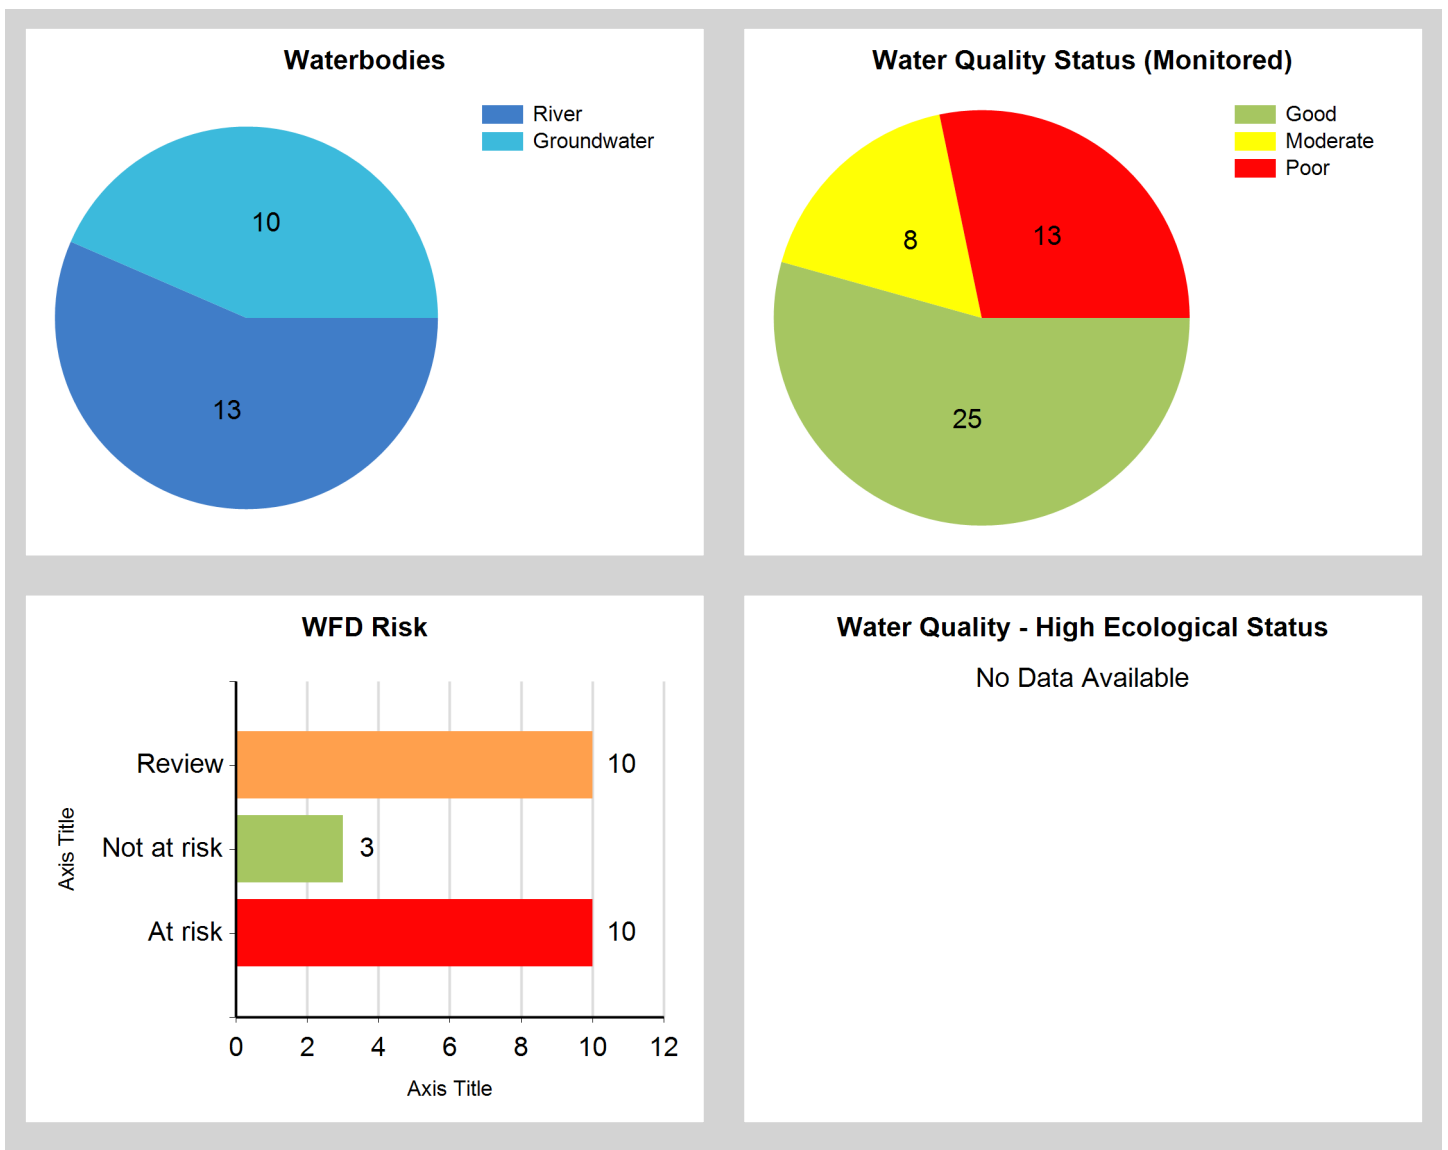 Waterbodies
River
Groundwater
10
13
Water Quality Status (Monitored)
Good
Moderate
Poor
8
13
25
WFD Risk
Review
10
Not at risk
3
At risk
10
Axis Title
0 2 4 6 8 10 12
Axis Title
Water Quality - High Ecological Status
No Data Available